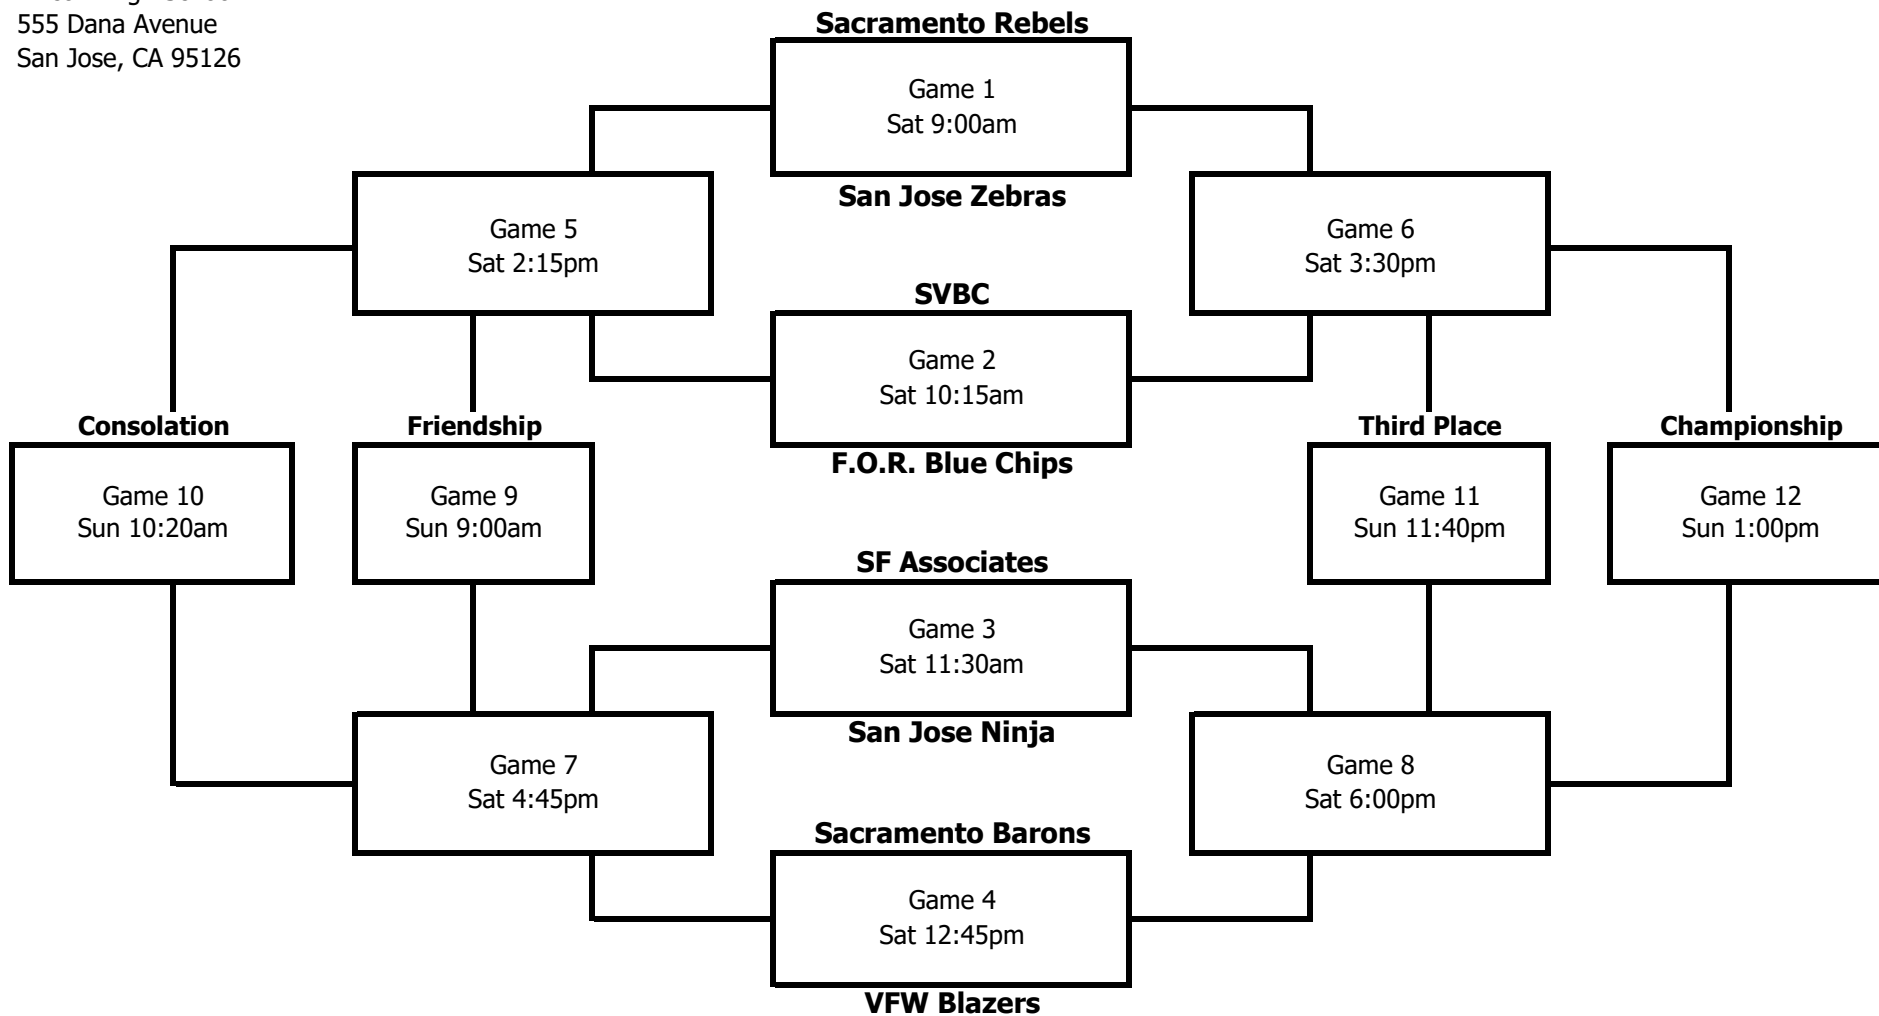 555 Dana Avenue
San Jose, CA 95126
Sacramento Rebels
Game 1
Sat 9:00am
San Jose Zebras
Game 5
Sat 2:15pm
Game 6
Sat 3:30pm
SVBC
Game 2
Sat 10:15am
F.O.R. Blue Chips
Consolation
Game 10
Sun 10:20am
Friendship
Game 9
Sun 9:00am
Third Place
Game 11
Sun 11:40pm
Championship
Game 12
Sun 1:00pm
SF Associates
Game 3
Sat 11:30am
San Jose Ninja
Game 7
Sat 4:45pm
Game 8
Sat 6:00pm
Sacramento Barons
Game 4
Sat 12:45pm
VFW Blazers